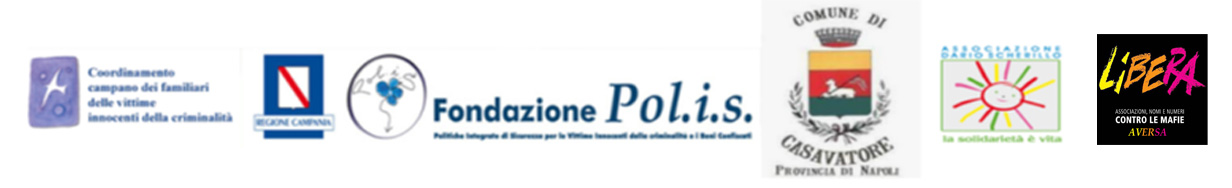 Coordinamento
campano dei familiari
delle vittime
innocenti della criminalità
REGIONE CAMPANIA
Polis
Fondazione Pol.i.s.
Politiche Integrate di Sicurezza per le Vittime Innocenti della criminalità e i Beni Confiscati
COMUNE DI
CASAVATORE
PROVINCIA DI NAPOLI
ASSOCIAZIONE
DARIO SCHERILLO
la solidarietà è vita
LiBERA
ASSOCIAZIONI, NOMI E NUMERI
CONTRO LE MAFIE
AVERSA